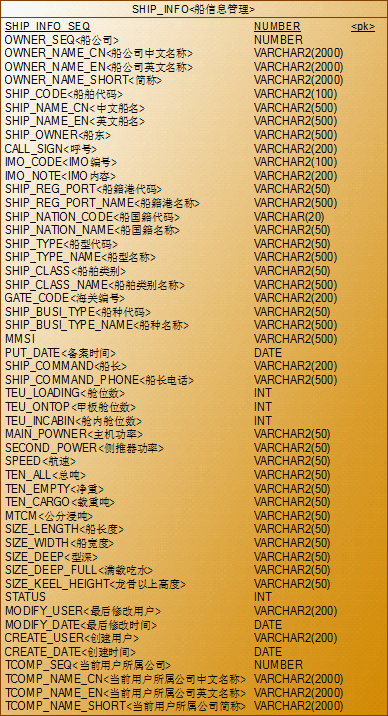 SHIP_INFO<船信息管理>
SHIP_INFO_SEQ NUMBER <pk>
OWNER_SEQ<船公司> NUMBER
OWNER_NAME_CN<船公司中文名称> VARCHAR2(2000)
OWNER_NAME_EN<船公司英文名称> VARCHAR2(2000)
OWNER_NAME_SHORT<简称> VARCHAR2(2000)
SHIP_CODE<船舶代码> VARCHAR2(100)
SHIP_NAME_CN<中文船名> VARCHAR2(500)
SHIP_NAME_EN<英文船名> VARCHAR2(500)
SHIP_OWNER<船东> VARCHAR2(500)
CALL_SIGN<呼号> VARCHAR2(200)
IMO_CODE<IMO编号> VARCHAR2(100)
IMO_NOTE<IMO内容> VARCHAR2(200)
SHIP_REG_PORT<船籍港代码> VARCHAR2(50)
SHIP_REG_PORT_NAME<船籍港名称> VARCHAR2(500)
SHIP_NATION_CODE<船国籍代码> VARCHAR(20)
SHIP_NATION_NAME<船国籍名称> VARCHAR2(50)
SHIP_TYPE<船型代码> VARCHAR2(50)
SHIP_TYPE_NAME<船型名称> VARCHAR2(500)
SHIP_CLASS<船舶类别> VARCHAR2(50)
SHIP_CLASS_NAME<船舶类别名称> VARCHAR2(500)
GATE_CODE<海关编号> VARCHAR2(200)
SHIP_BUSI_TYPE<船种代码> VARCHAR2(50)
SHIP_BUSI_TYPE_NAME<船种名称> VARCHAR2(500)
MMSI VARCHAR2(500)
PUT_DATE<备案时间> DATE
SHIP_COMMAND<船长> VARCHAR2(200)
SHIP_COMMAND_PHONE<船长电话> VARCHAR2(500)
TEU_LOADING<舱位数> INT
TEU_ONTOP<甲板舱位数> INT
TEU_INCABIN<舱内舱位数> INT
MAIN_POWNER<主机功率> VARCHAR2(50)
SECOND_POWER<侧推器功率> VARCHAR2(50)
SPEED<航速> VARCHAR2(50)
TEN_ALL<总吨> VARCHAR2(50)
TEN_EMPTY<净重> VARCHAR2(50)
TEN_CARGO<载重吨> VARCHAR2(50)
MTCM<公分浸吨> VARCHAR2(50)
SIZE_LENGTH<船长度> VARCHAR2(50)
SIZE_WIDTH<船宽度> VARCHAR2(50)
SIZE_DEEP<型深> VARCHAR2(50)
SIZE_DEEP_FULL<满载吃水> VARCHAR2(50)
SIZE_KEEL_HEIGHT<龙骨以上高度> VARCHAR2(50)
STATUS INT
MODIFY_USER<最后修改用户> VARCHAR2(200)
MODIFY_DATE<最后修改时间> DATE
CREATE_USER<创建用户> VARCHAR2(200)
CREATE_DATE<创建时间> DATE
TCOMP_SEQ<当前用户所属公司> NUMBER
TCOMP_NAME_CN<当前用户所属公司中文名称> VARCHAR2(2000)
TCOMP_NAME_EN<当前用户所属公司英文名称> VARCHAR2(2000)
TCOMP_NAME_SHORT<当前用户所属公司简称> VARCHAR2(2000)